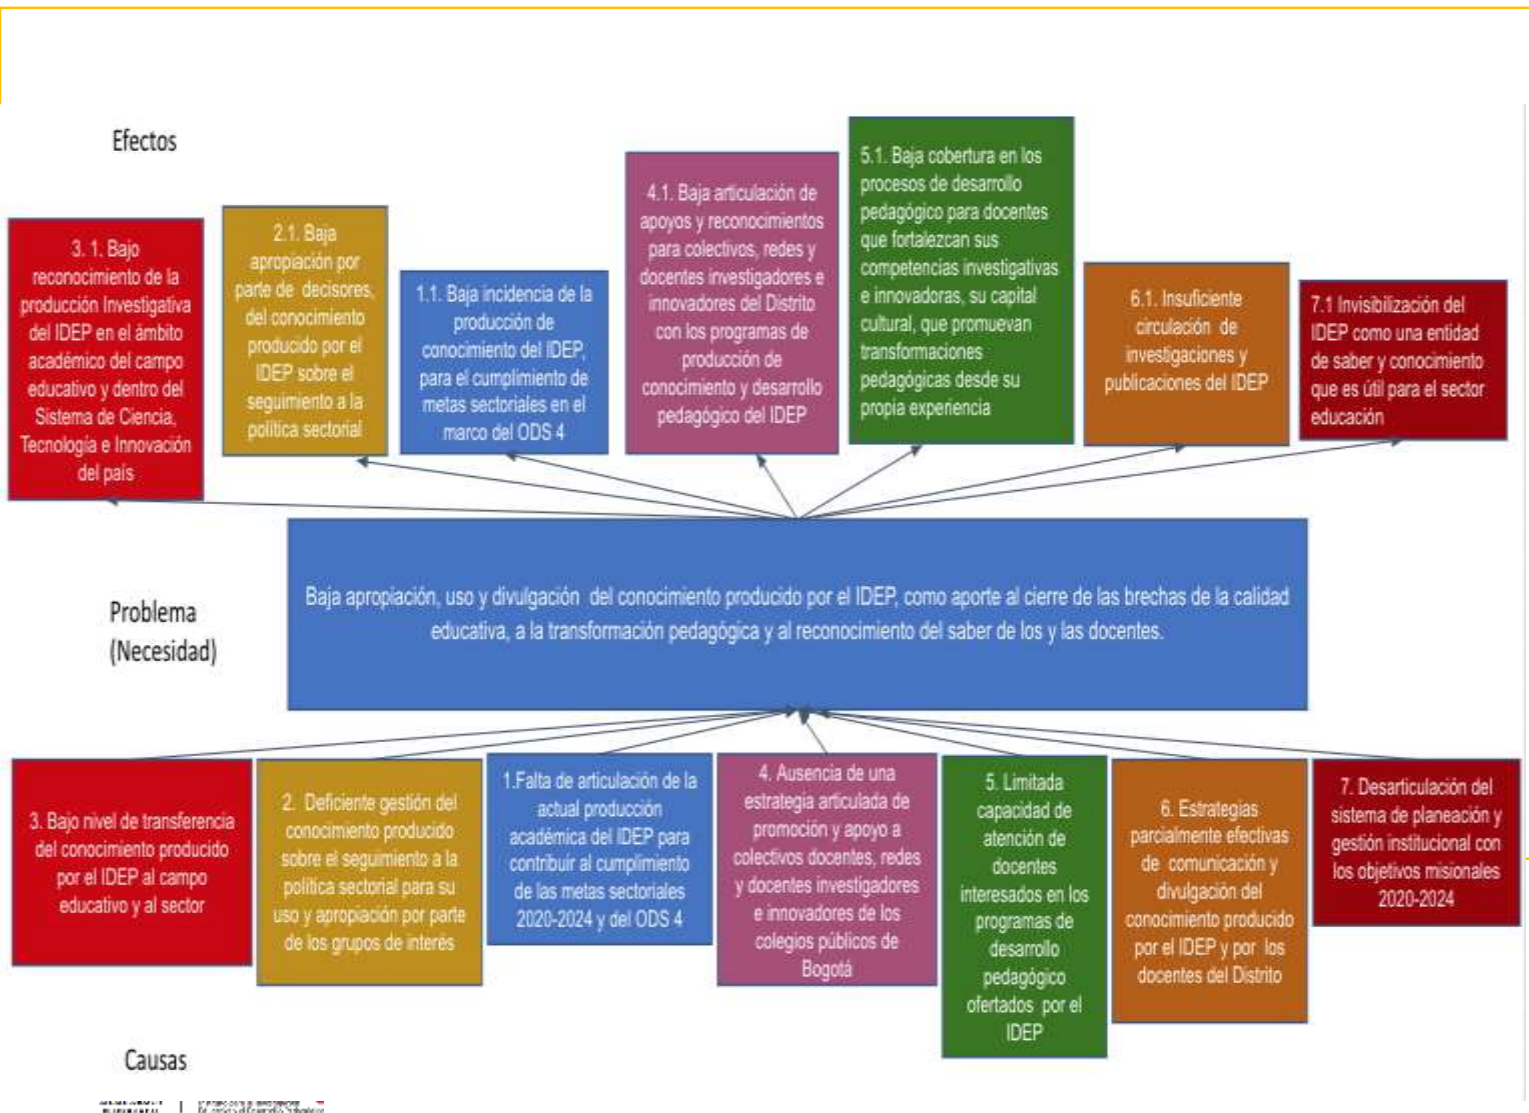 Efectos
3. 1. Bajo
reconocimiento de la
producción Investigativa
del IDEP en el ámbito
académico del campo
educativo y dentro del
Sistema de Ciencia,
Tecnología e Innovación
del país
2.1. Baja
apropiación por
parte de decisores,
del conocimiento
producido por el
IDEP sobre el
seguimiento a la
política sectorial
1.1. Baja incidencia de la
producción de
conocimiento del IDEP,
para el cumplimiento de
metas sectoriales en el
marco del ODS 4
4.1. Baja articulación de
apoyos y reconocimientos
para colectivos, redes y
docentes investigadores e
innovadores del Distrito
con los programas de
producción de
conocimiento y desarrollo
pedagógico del IDEP
5.1. Baja cobertura en los
procesos de desarrollo
pedagógico para docentes
que fortalezcan sus
competencias investigativas
e innovadoras, su capital
cultural, que promuevan
transformaciones
pedagógicas desde su
propia experiencia
6.1. Insuficiente
circulación de
investigaciones y
publicaciones del IDEP
7.1 Invisibilización del
IDEP como una entidad
de saber y conocimiento
que es útil para el sector
educación
Problema
(Necesidad)
Baja apropiación, uso y divulgación del conocimiento producido por el IDEP, como aporte al cierre de las brechas de la calidad
educativa, a la transformación pedagógica y al reconocimiento del saber de los y las docentes.
3. Bajo nivel de transferencia
del conocimiento producido
por el IDEP al campo
educativo y al sector
2. Deficiente gestión del
conocimiento producido
sobre el seguimiento a la
política sectorial para su
uso y apropiación por parte
de los grupos de interés
1.Falta de articulación de la
actual producción
académica del IDEP para
contribuir al cumplimiento
de las metas sectoriales
2020-2024 y del ODS 4
4. Ausencia de una
estrategia articulada de
promoción y apoyo a
colectivos docentes, redes
y docentes investigadores
e innovadores de los
colegios públicos de
Bogotá
5. Limitada
capacidad de
atención de
docentes
interesados en los
programas de
desarrollo
pedagógico
ofertados por el
IDEP
6. Estrategias
parcialmente efectivas
de comunicación y
divulgación del
conocimiento producido
por el IDEP y por los
docentes del Distrito
7. Desarticulación del
sistema de planeación y
gestión institucional con
los objetivos misionales
2020-2024
Causas